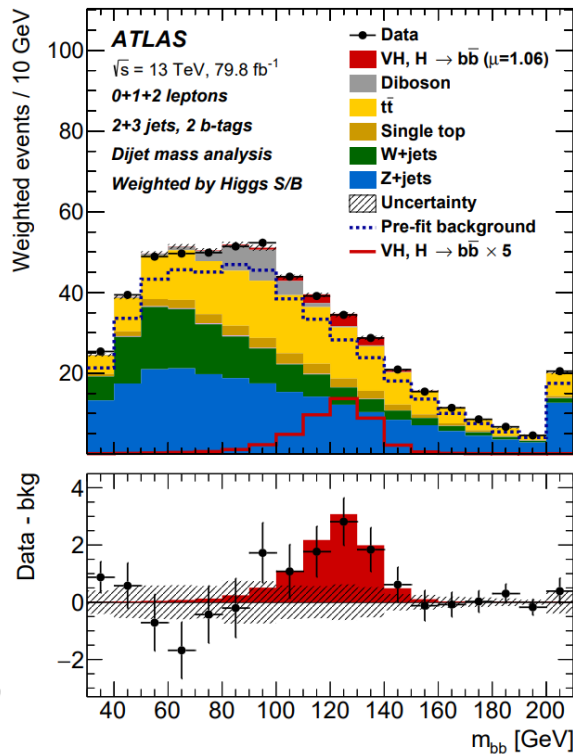 Weighted events / 10 GeV
100
80
60
40
20
ATLAS
√s = 13 TeV, 79.8 fb⁻¹
0+1+2 leptons
2+3 jets, 2 b-tags
Dijet mass analysis
Weighted by Higgs S/B
Data
VH, H → bb̄ (μ=1.06)
Diboson
tt̄
Single top
W+jets
Z+jets
Uncertainty
Pre-fit background
VH, H → bb̄ × 5
Data - bkg
4
2
0
−2
40 60 80 100 120 140 160 180 200
m_bb [GeV]